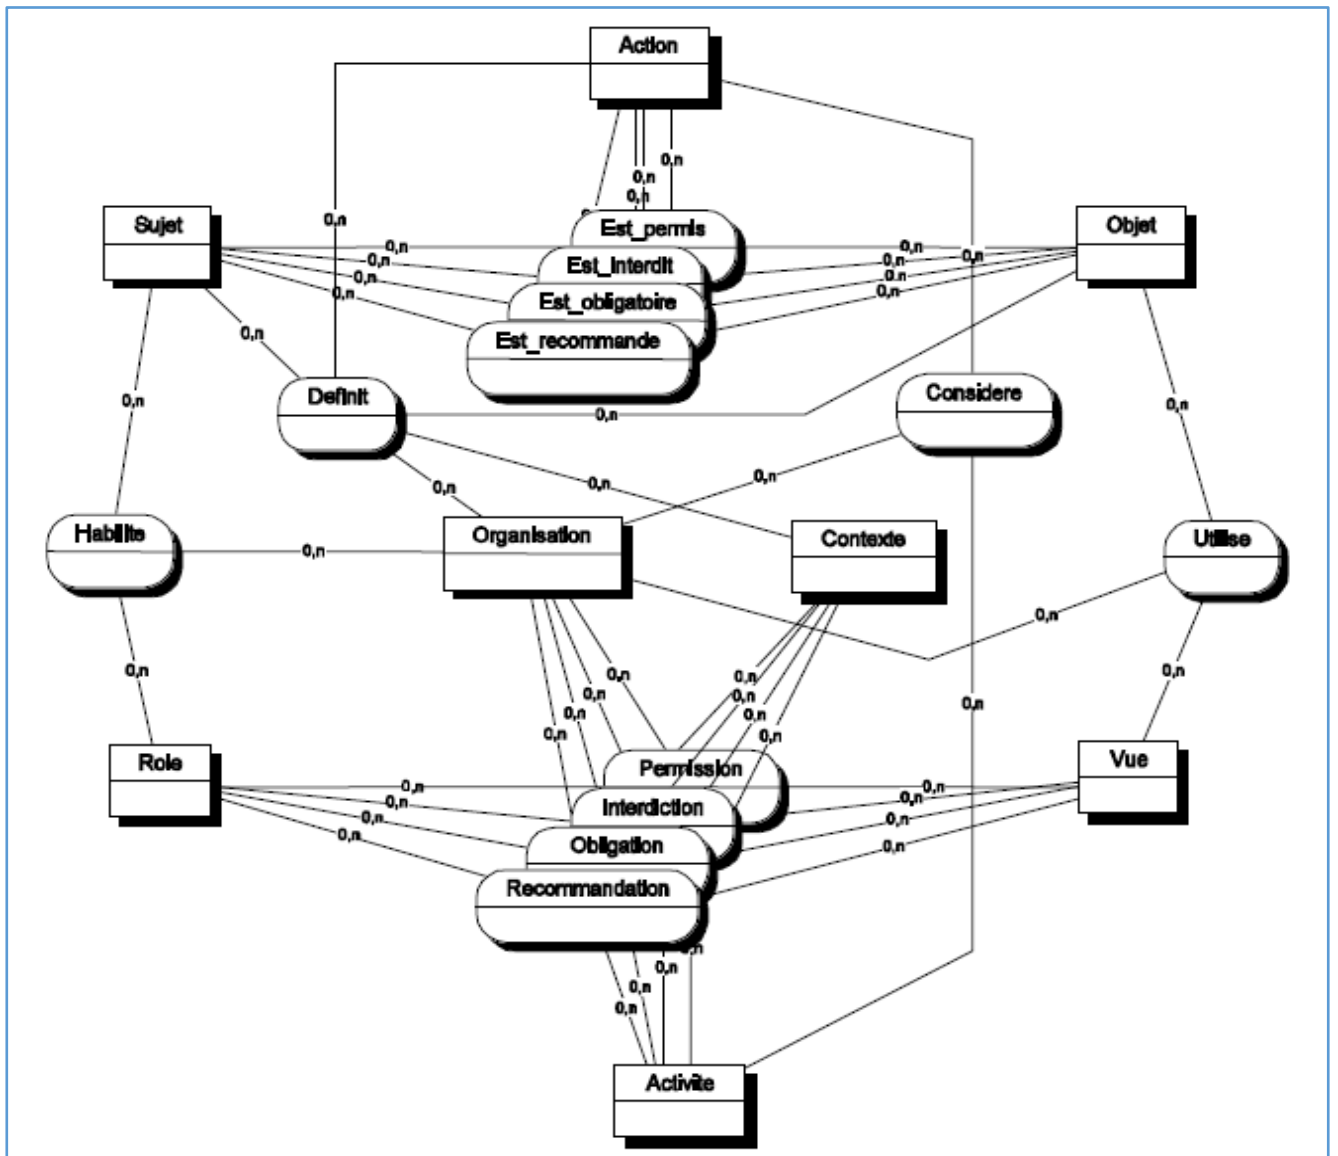 Action
0,n
0,n
0,n
0,n
Sujet
Est_permis
Objet
0,n
0,n
0,n
0,n
Est_interdit
0,n
0,n
0,n
0,n
Est_obligatoire
0,n
0,n
Est_recommande
0,n
Definit
Considere
0,n
0,n
0,n
0,n
0,n
0,n
Habilite
Organisation
Contexte
Utilise
0,n
0,n
0,n
0,n
0,n
0,n
0,n
0,n
0,n
0,n
0,n
0,n
0,n
0,n
Role
Permission
Vue
0,n
0,n
0,n
Interdiction
0,n
0,n
0,n
Obligation
0,n
0,n
Recommandation
0,n
0,n
0,n
0,n
Activite